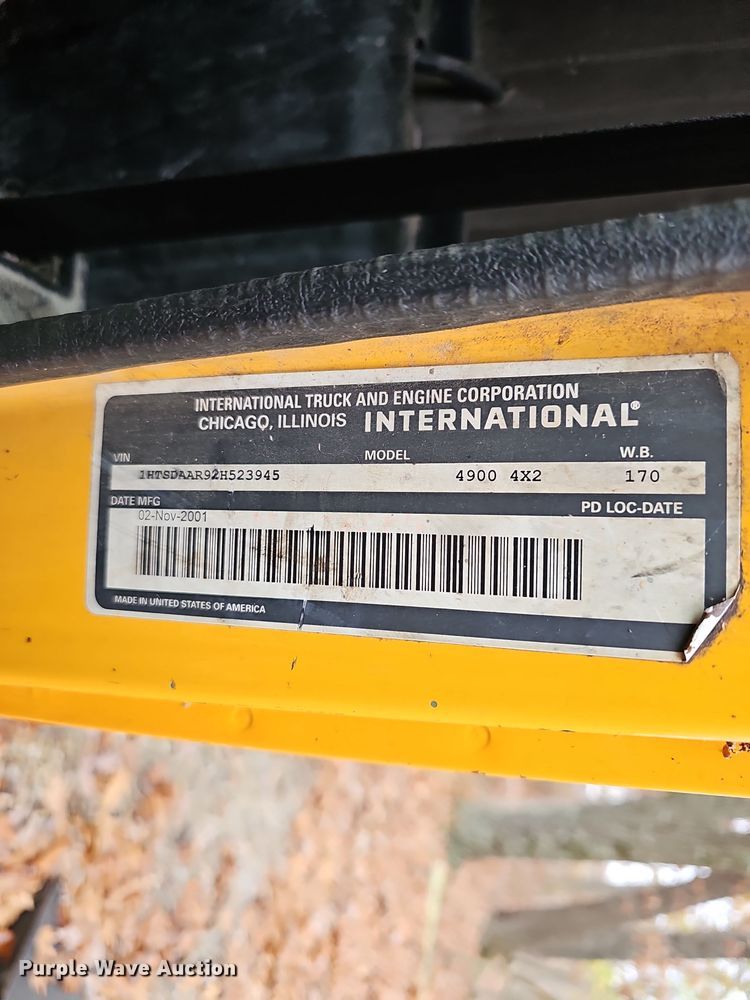 INTERNATIONAL TRUCK AND ENGINE CORPORATION
CHICAGO, ILLINOIS INTERNATIONAL®
VIN MODEL W.B.
1HTSDAAR92H523945 4900 4X2 170
DATE MFG PD LOC-DATE
02-Nov-2001
MADE IN UNITED STATES OF AMERICA
Purple Wave Auction